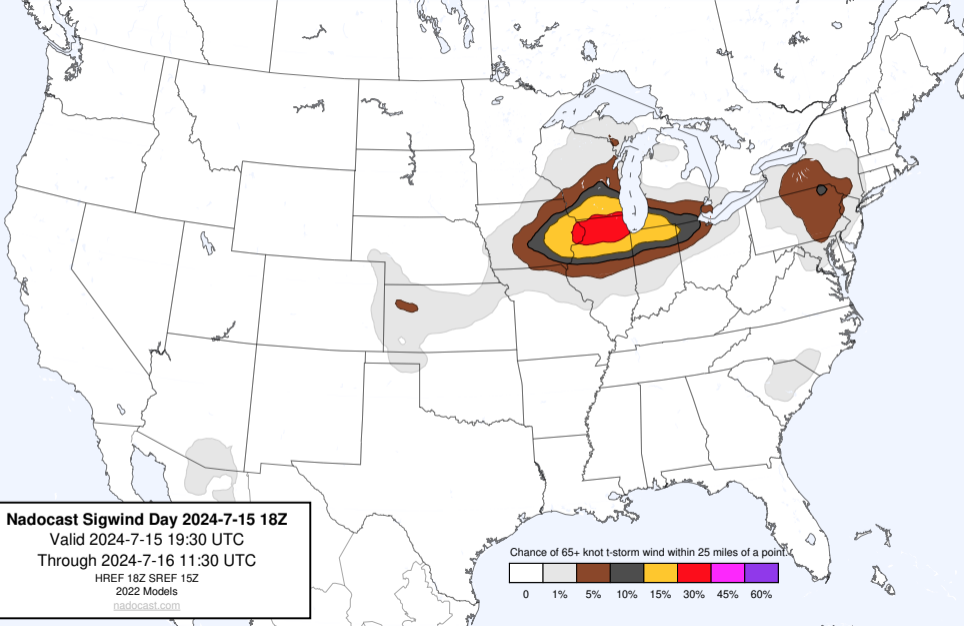 Nadocast Sigwind Day 2024-7-15 18Z
Valid 2024-7-15 19:30 UTC
Through 2024-7-16 11:30 UTC
HREF 18Z SREF 15Z
2022 Models
nadocast.com
Chance of 65+ knot t-storm wind within 25 miles of a point.
0 1% 5% 10% 15% 30% 45% 60%